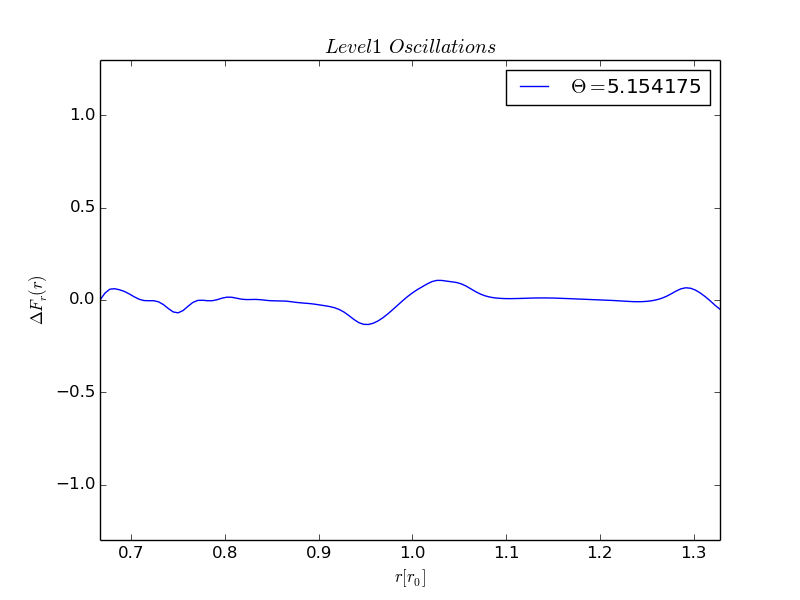 Level1 Oscillations
Θ =5.154175
1.0
0.5
0.0
−0.5
−1.0
ΔF_r(r)
0.7 0.8 0.9 1.0 1.1 1.2 1.3
r[r_0]